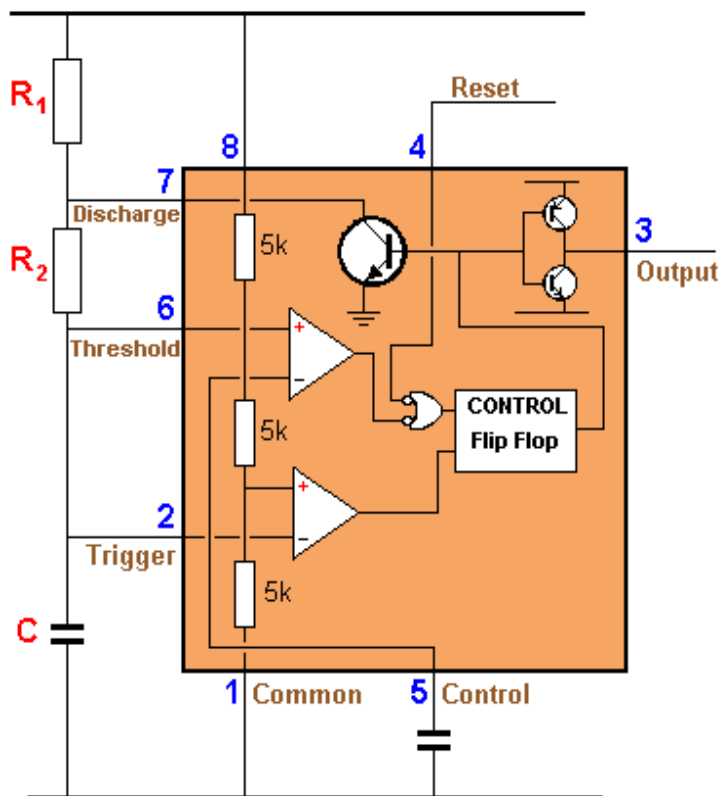 R1
Reset
8
4
7
Discharge
5k
3
R2
Output
6
Threshold
+
−
CONTROL
Flip Flop
5k
+
2
−
Trigger
5k
C
1 Common
5 Control